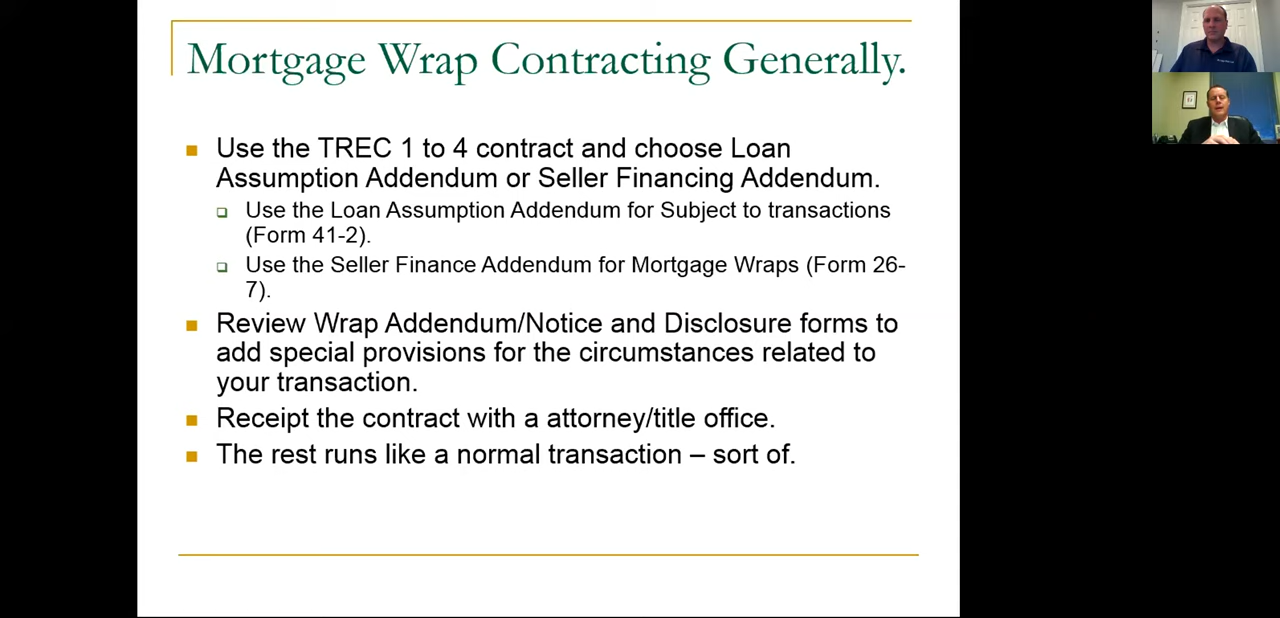 Mortgage Wrap Contracting Generally.
Use the TREC 1 to 4 contract and choose Loan
Assumption Addendum or Seller Financing Addendum.
Use the Loan Assumption Addendum for Subject to transactions
(Form 41-2).
Use the Seller Finance Addendum for Mortgage Wraps (Form 26-
7).
Review Wrap Addendum/Notice and Disclosure forms to
add special provisions for the circumstances related to
your transaction.
Receipt the contract with a attorney/title office.
The rest runs like a normal transaction – sort of.